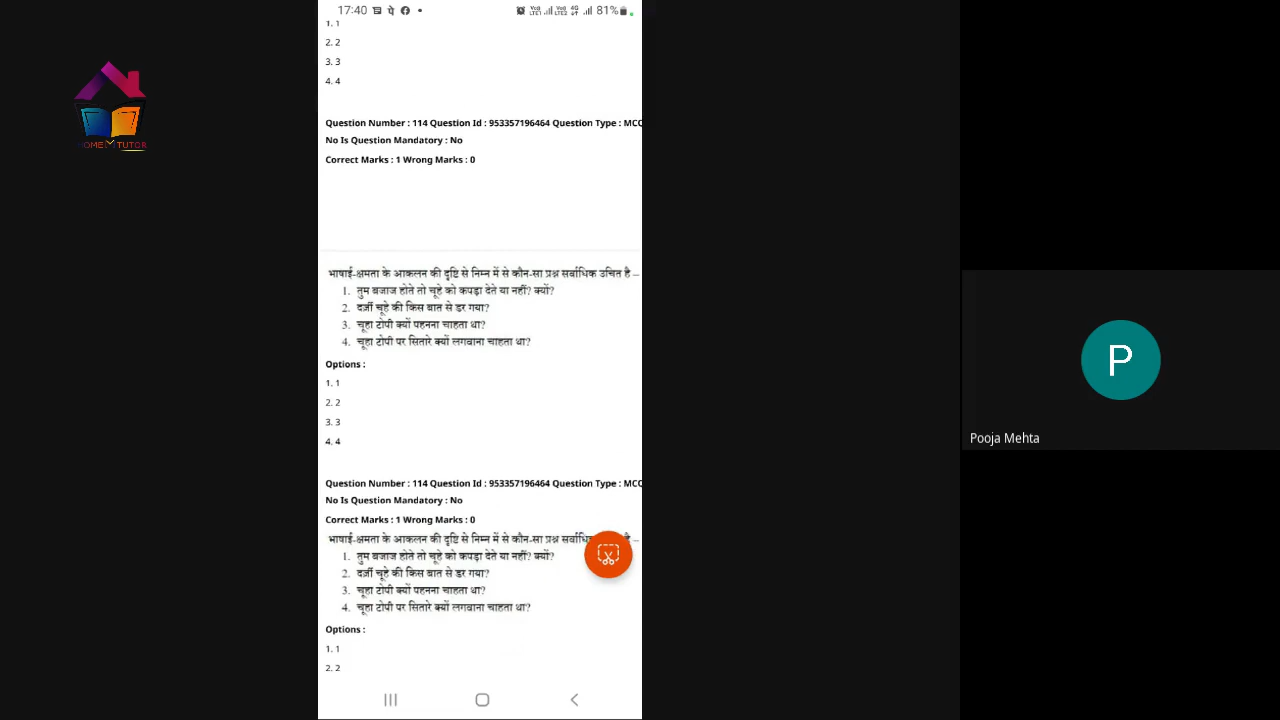 17:40
81%
1. 1
2. 2
3. 3
4. 4
Question Number : 114 Question Id : 953357196464 Question Type : MCQ
No Is Question Mandatory : No
Correct Marks : 1 Wrong Marks : 0
भाषाई-क्षमता के आकलन की दृष्टि से निम्न में से कौन-सा प्रश्न सर्वाधिक उचित है –
1. तुम बजाज होते तो चूहे को कपड़ा देते या नहीं? क्यों?
2. दर्ज़ी चूहे की किस बात से डर गया?
3. चूहा टोपी क्यों पहनना चाहता था?
4. चूहा टोपी पर सितारे क्यों लगवाना चाहता था?
Options :
1. 1
2. 2
3. 3
4. 4
Question Number : 114 Question Id : 953357196464 Question Type : MCQ
No Is Question Mandatory : No
Correct Marks : 1 Wrong Marks : 0
भाषाई-क्षमता के आकलन की दृष्टि से निम्न में से कौन-सा प्रश्न है –
1. तुम बजाज होते तो चूहे को कपड़ा देते या नहीं? क्यों?
2. दर्ज़ी चूहे की किस बात से डर गया?
3. चूहा टोपी क्यों पहनना चाहता था?
4. चूहा टोपी पर सितारे क्यों लगवाना चाहता था?
Options :
1. 1
2. 2
HOME TUTOR
P
Pooja Mehta